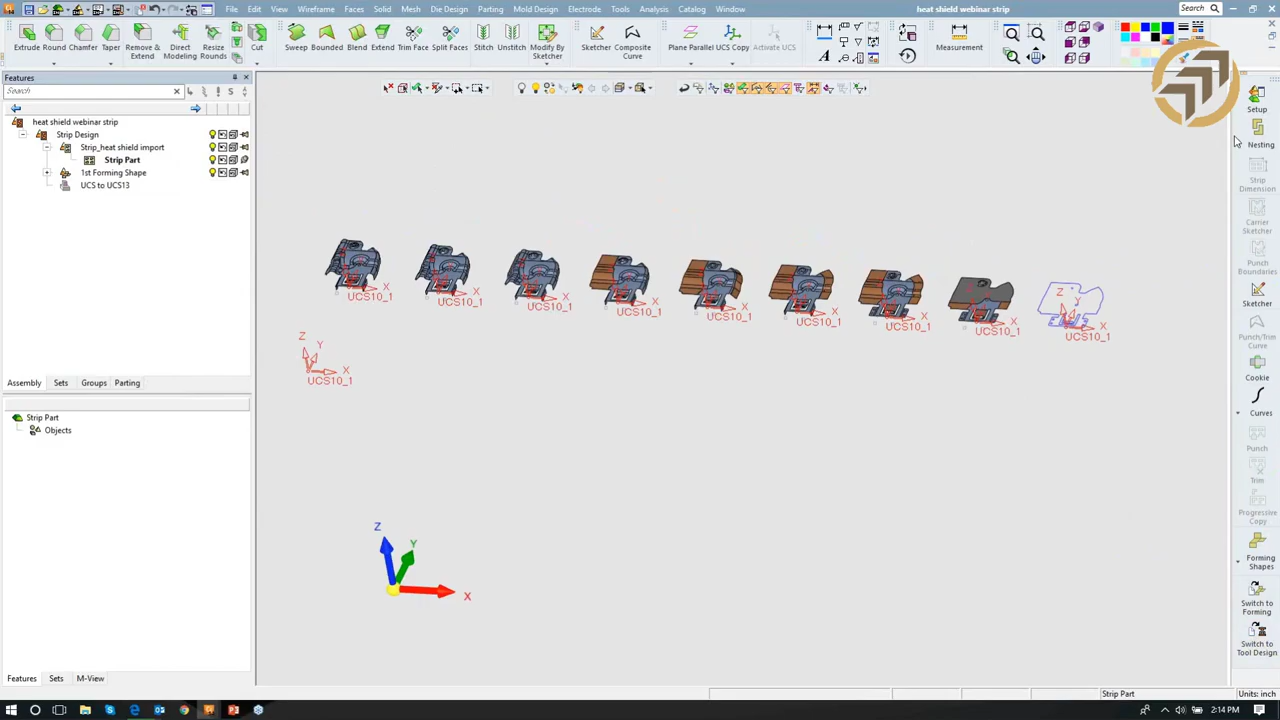 File Edit View Wireframe Faces Solid Mesh Die Design Parting Mold Design Electrode Tools Analysis Catalog Window
heat shield webinar strip
Search
Extrude Round Chamfer Taper Remove & Extend Direct Modeling Resize Rounds Cut Sweep Bounded Blend Extend Trim Face Split Face Stitch Unstitch Modify By Sketcher Sketcher Composite Curve Plane Parallel UCS Copy Activate UCS Measurement
Features
Search
heat shield webinar strip
Strip Design
Strip_heat shield import
Strip Part
1st Forming Shape
UCS to UCS13
Assembly Sets Groups Parting
Strip Part
Objects
Features Sets M-View
X
UCS10_1
X
UCS10_1
X
UCS10_1
X
UCS10_1
X
UCS10_1
X
UCS10_1
X
UCS10_1
X
UCS10_1
Z
Y
X
UCS10_1
Z
Y
X
UCS10_1
Z
Y
X
Setup
Nesting
Strip Dimension
Carrier Sketcher
Punch Boundaries
Sketcher
Punch/Trim Curve
Cookie
Curves
Punch
Trim
Progressive Copy
Forming Shapes
Switch to Forming
Switch to Tool Design
Strip Part
Units: inch
2:14 PM